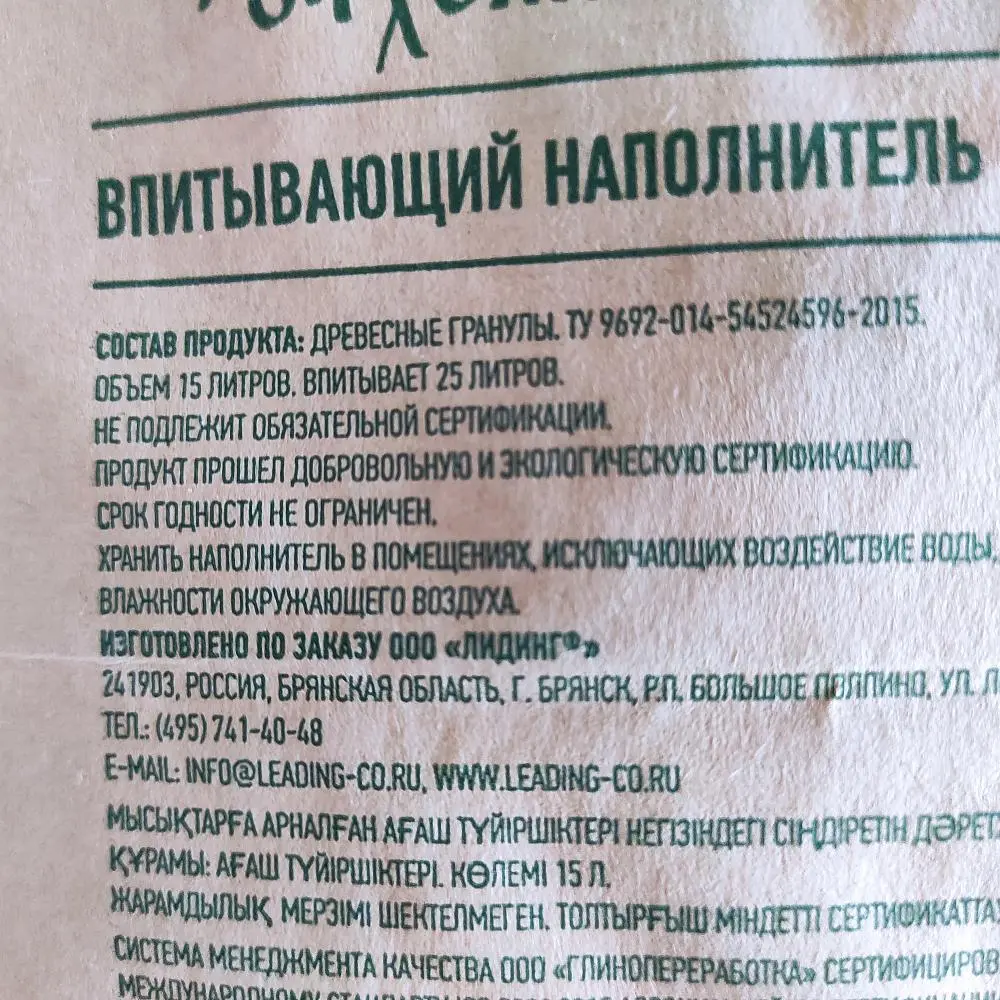 ВПИТЫВАЮЩИЙ НАПОЛНИТЕЛЬ
СОСТАВ ПРОДУКТА: ДРЕВЕСНЫЕ ГРАНУЛЫ. ТУ 9692-014-54524596-2015.
ОБЪЕМ 15 ЛИТРОВ. ВПИТЫВАЕТ 25 ЛИТРОВ.
НЕ ПОДЛЕЖИТ ОБЯЗАТЕЛЬНОЙ СЕРТИФИКАЦИИ.
ПРОДУКТ ПРОШЕЛ ДОБРОВОЛЬНУЮ И ЭКОЛОГИЧЕСКУЮ СЕРТИФИКАЦИЮ.
СРОК ГОДНОСТИ НЕ ОГРАНИЧЕН.
ХРАНИТЬ НАПОЛНИТЕЛЬ В ПОМЕЩЕНИЯХ, ИСКЛЮЧАЮЩИХ ВОЗДЕЙСТВИЕ ВОДЫ,
ВЛАЖНОСТИ ОКРУЖАЮЩЕГО ВОЗДУХА.
ИЗГОТОВЛЕНО ПО ЗАКАЗУ ООО «ЛИДИНГ®»
241903, РОССИЯ, БРЯНСКАЯ ОБЛАСТЬ, Г. БРЯНСК, Р.П. БОЛЬШОЕ ПОЛПИНО, УЛ. Л
ТЕЛ.: (495) 741-40-48
E-MAIL: INFO@LEADING-CO.RU, WWW.LEADING-CO.RU
МЫСЫҚТАРҒА АРНАЛҒАН АҒАШ ТҮЙІРШІКТЕРІ НЕГІЗІНДЕГІ СІҢДІРЕТІН ДӘРЕТ
ҚҰРАМЫ: АҒАШ ТҮЙІРШІКТЕРІ. КӨЛЕМІ 15 Л.
ЖАРАМДЫЛЫҚ МЕРЗІМІ ШЕКТЕЛМЕГЕН. ТОЛТЫРҒЫШ МІНДЕТТІ СЕРТИФИКАТТА
СИСТЕМА МЕНЕДЖМЕНТА КАЧЕСТВА ООО «ГЛИНОПЕРЕРАБОТКА» СЕРТИФИЦИРОВ
МЕЖДУНАРОДНОМУ